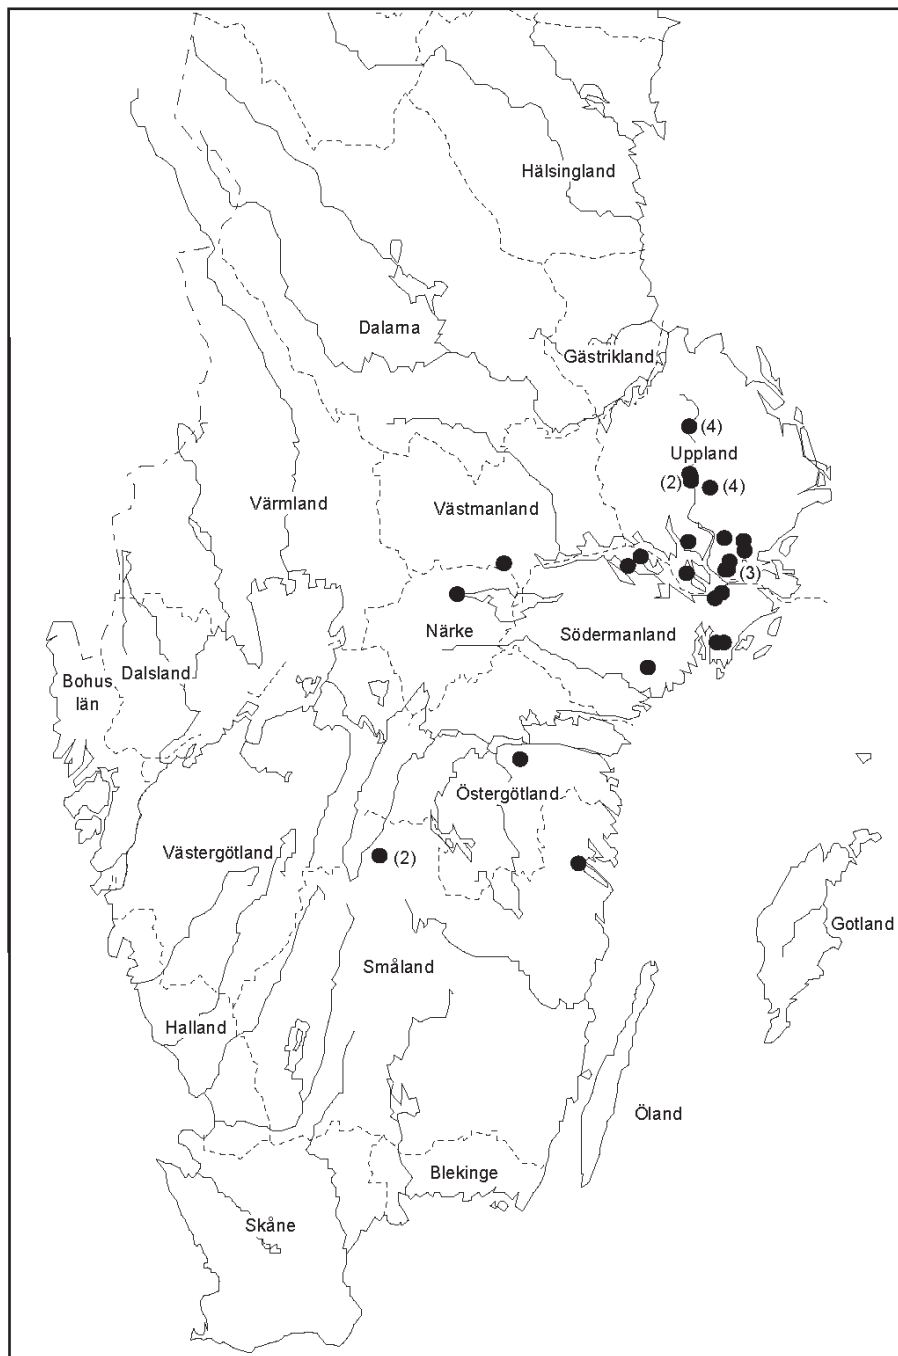 Hälsingland
Dalarna
Gästrikland
(4)
Uppland
(2)
(4)
Värmland
Västmanland
(3)
Närke
Södermanland
Dalsland
Bohus
län
Östergötland
Västergötland
(2)
Gotland
Småland
Halland
Öland
Blekinge
Skåne